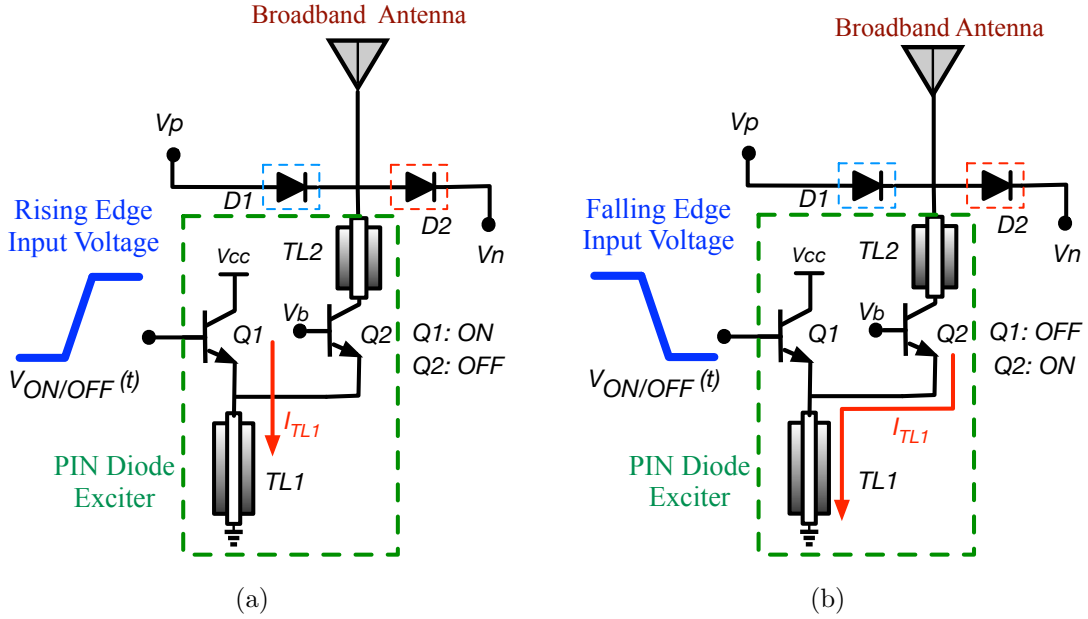 Broadband Antenna
Vp
D1
D2
Vn
Rising Edge
Input Voltage
TL2
Vcc
Vb
Q1
Q2
Q1: ON
Q2: OFF
VON/OFF (t)
ITL1
PIN Diode
Exciter
TL1
(a)
Broadband Antenna
Vp
D1
D2
Vn
Falling Edge
Input Voltage
TL2
Vcc
Vb
Q1
Q2
Q1: OFF
Q2: ON
VON/OFF (t)
ITL1
PIN Diode
Exciter
TL1
(b)